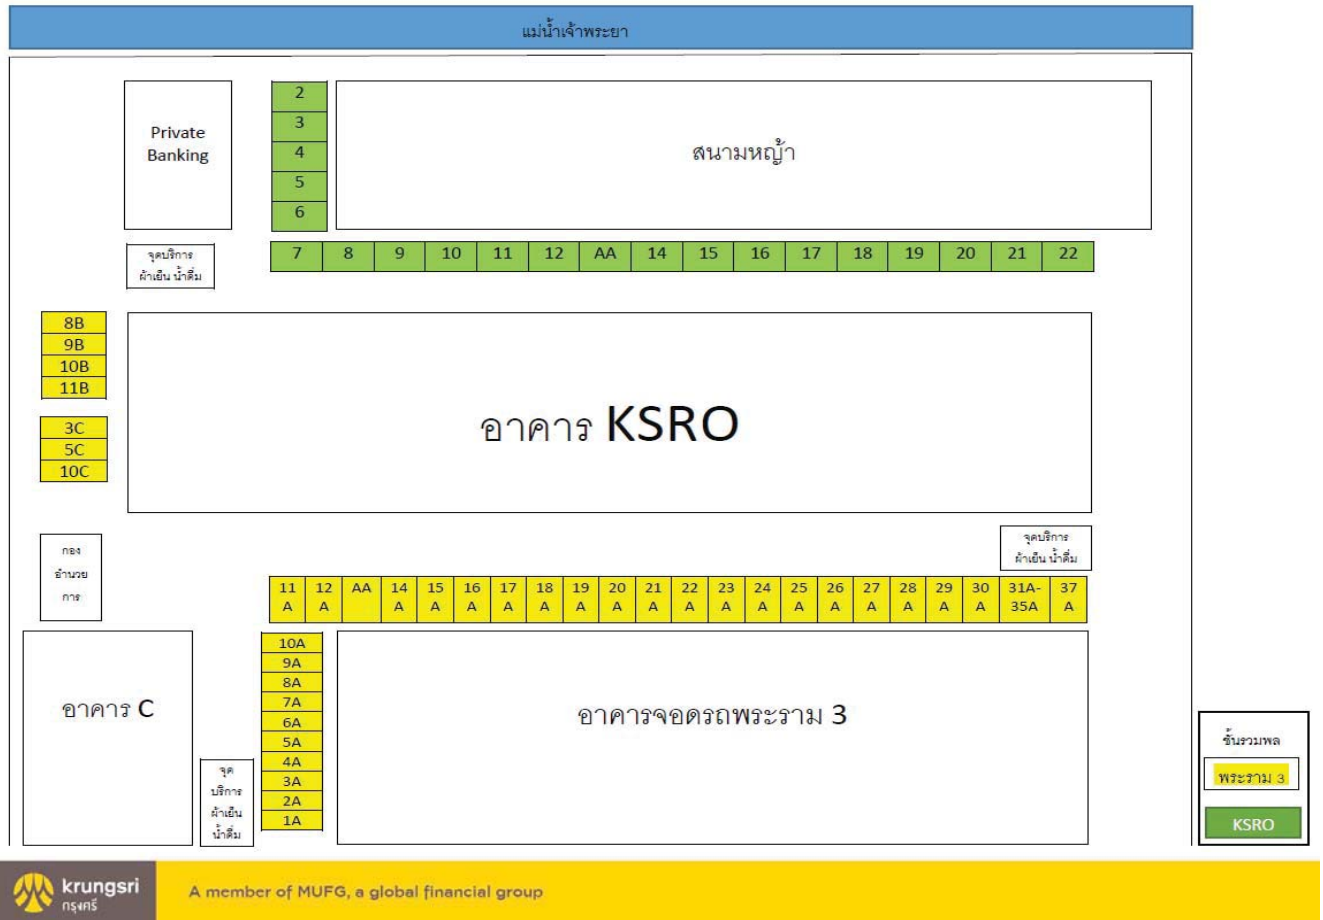 แม่น้ำเจ้าพระยา
Private
Banking
2
3
4
5
6
สนามหญ้า
จุดบริการ
ผ้าเย็น น้ำดื่ม
7 8 9 10 11 12 AA 14 15 16 17 18 19 20 21 22
8B
9B
10B
11B
3C
5C
10C
อาคาร KSRO
กอง
อำนวย
การ
จุดบริการ
ผ้าเย็น น้ำดื่ม
11 12 AA 14 15 16 17 18 19 20 21 22 23 24 25 26 27 28 29 30 31A- 37
A A A A A A A A A A A A A A A A A A A 35A A
10A
9A
8A
7A
6A
5A
4A
3A
2A
1A
อาคาร C
จุด
บริการ
ผ้าเย็น
น้ำดื่ม
อาคารจอดรถพระราม 3
ชั้นรวมพล
พระราม 3
KSRO
krungsri
กรุงศรี
A member of MUFG, a global financial group